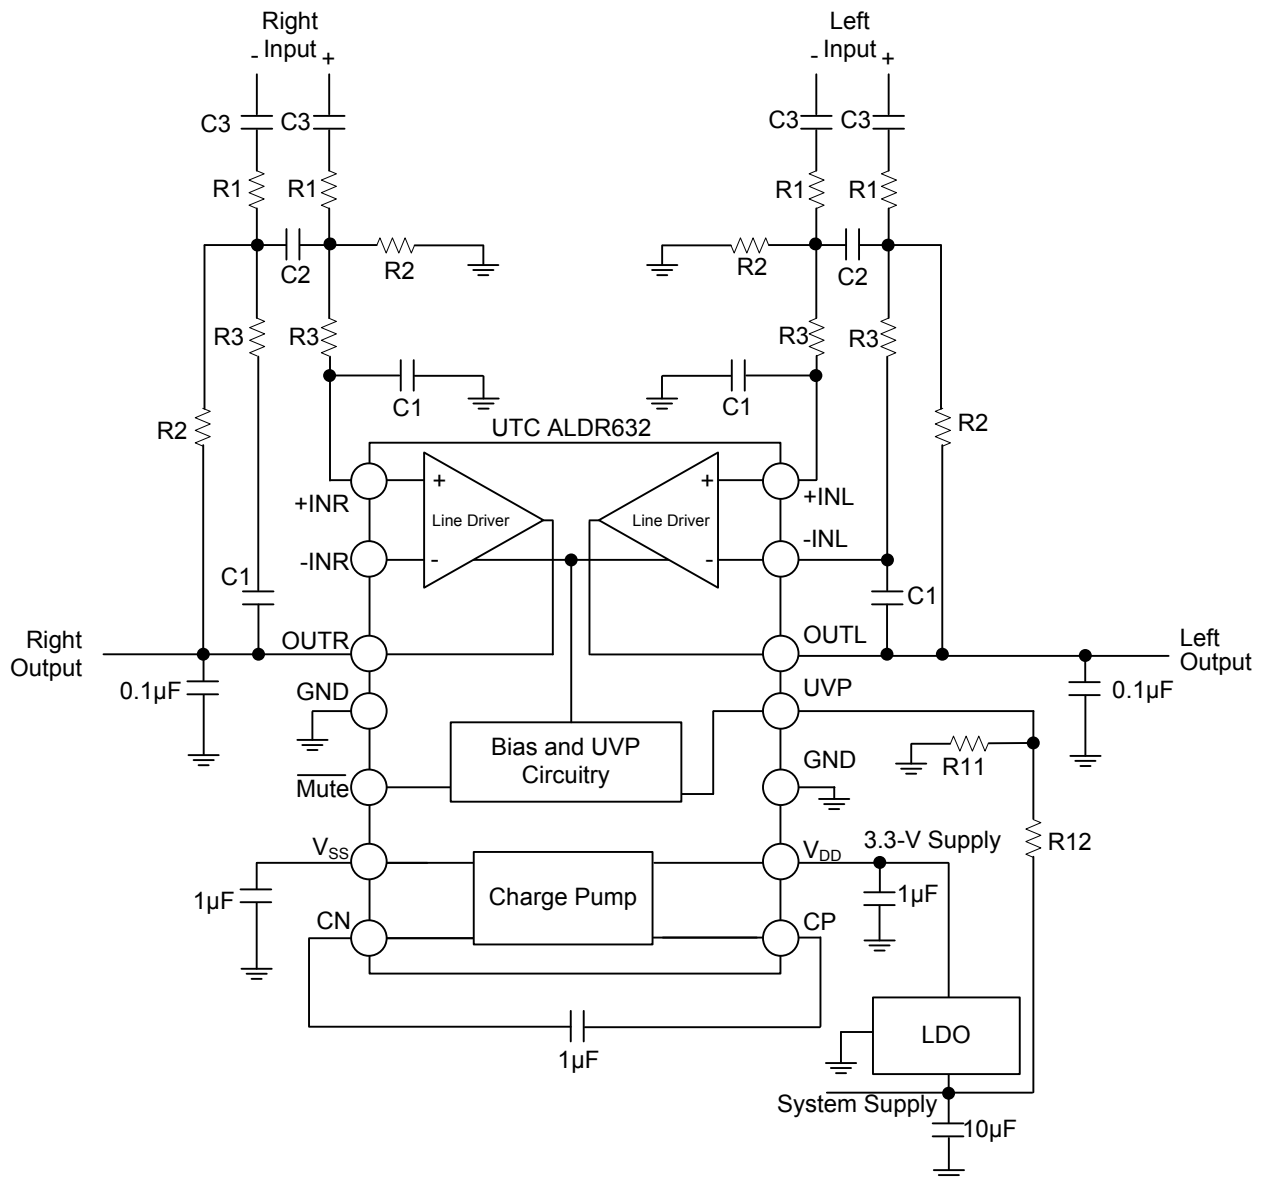 Right
Input
- +
Left
Input
- +
C3
C3
C3
C3
R1
R1
R1
R1
C2
R2
R2
C2
R3
R3
R3
R3
C1
C1
R2
R2
UTC ALDR632
+INR
+
Line Driver
-
+
Line Driver
-
+INL
-INR
-INL
C1
C1
Right
Output
OUTR
OUTL
Left
Output
0.1µF
GND
UVP
0.1µF
Bias and UVP
Circuitry
GND
R11
Mute
VSS
VDD
3.3-V Supply
R12
1µF
Charge Pump
1µF
CN
CP
1µF
LDO
System Supply
10µF